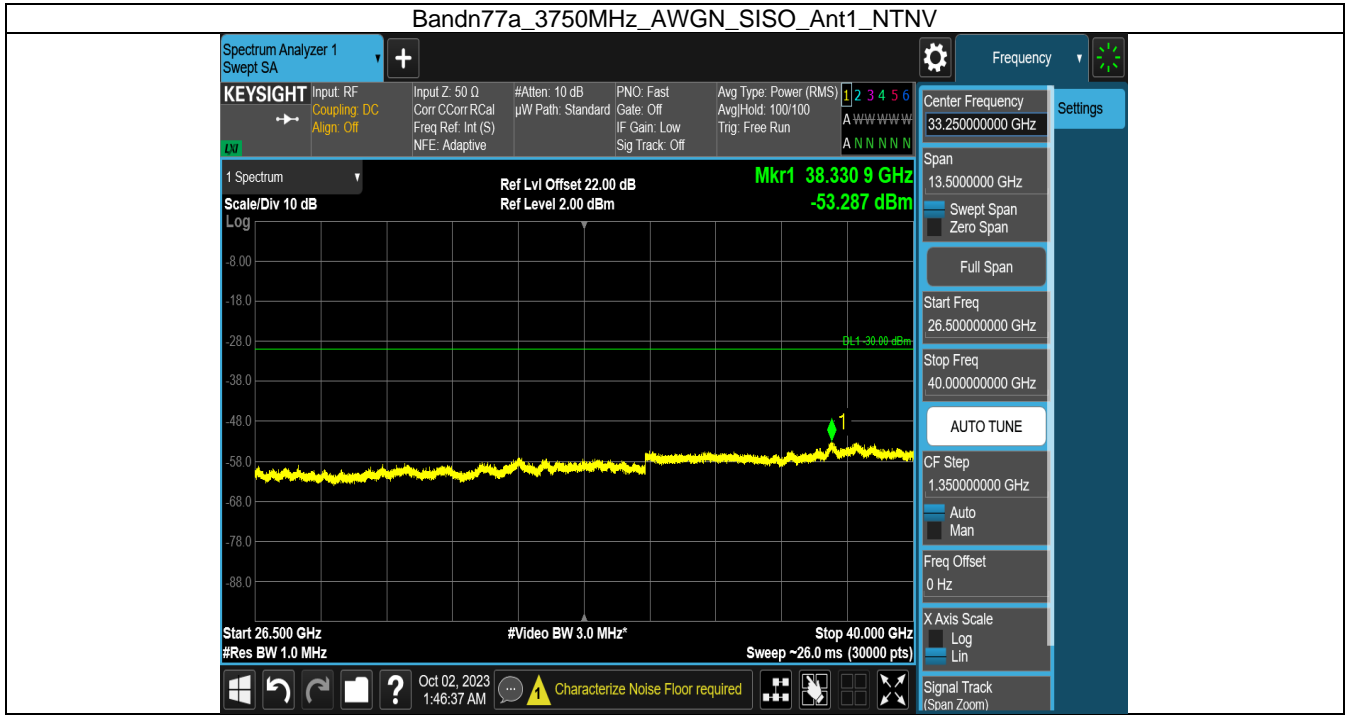 Bandn77a_3750MHz_AWGN_SISO_Ant1_NTNV
Spectrum Analyzer 1
Swept SA
+
Frequency
KEYSIGHT
LXI
Input: RF
Coupling: DC
Align: Off
Input Z: 50 Ω
Corr CCorr RCal
Freq Ref: Int (S)
NFE: Adaptive
#Atten: 10 dB
µW Path: Standard
PNO: Fast
Gate: Off
IF Gain: Low
Sig Track: Off
Avg Type: Power (RMS)
Avg|Hold: 100/100
Trig: Free Run
1 2 3 4 5 6
A W W W W W
A N N N N N
1 Spectrum
Scale/Div 10 dB
Log
Ref Lvl Offset 22.00 dB
Ref Level 2.00 dBm
Mkr1 38.330 9 GHz
-53.287 dBm
-8.00
-18.0
-28.0
DL1 -30.00 dBm
-38.0
-48.0
1
-58.0
-68.0
-78.0
-88.0
Start 26.500 GHz
#Res BW 1.0 MHz
#Video BW 3.0 MHz*
Stop 40.000 GHz
Sweep ~26.0 ms (30000 pts)
Oct 02, 2023
1:46:37 AM
1
Characterize Noise Floor required
?
Center Frequency
33.250000000 GHz
Settings
Span
13.5000000 GHz
Swept Span
Zero Span
Full Span
Start Freq
26.500000000 GHz
Stop Freq
40.000000000 GHz
AUTO TUNE
CF Step
1.350000000 GHz
Auto
Man
Freq Offset
0 Hz
X Axis Scale
Log
Lin
Signal Track
(Span Zoom)